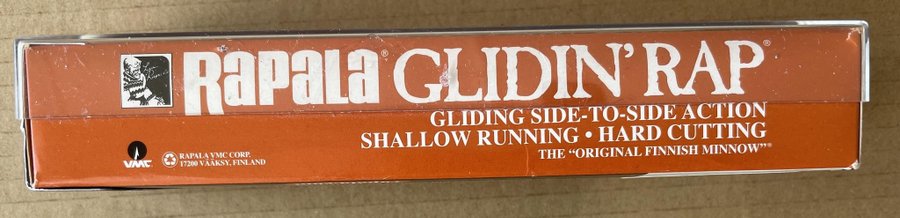 Rapala® GLIDIN' RAP®
GLIDING SIDE-TO-SIDE ACTION
SHALLOW RUNNING • HARD CUTTING
THE "ORIGINAL FINNISH MINNOW"®
VMC®
RAPALA VMC CORP.
17200 VÄÄKSY, FINLAND